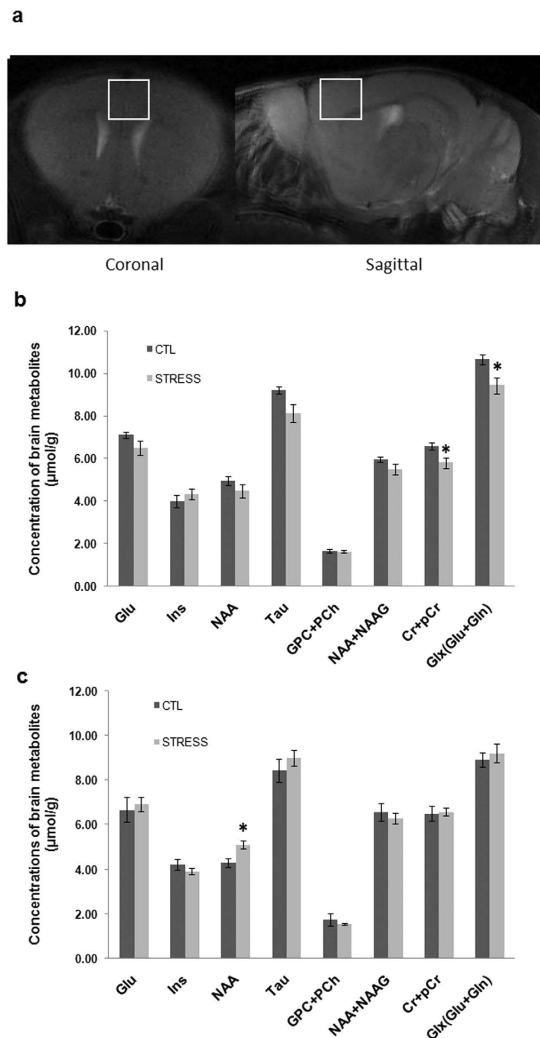 a
Coronal
Sagittal
b
Concentration of brain metabolites
(µmol/g)
12.00
10.00
8.00
6.00
4.00
2.00
0.00
CTL
STRESS
*
*
Glu
Ins
NAA
Tau
GPC+PCh
NAA+NAAG
Cr+pCr
Glx(Glu+Gln)
c
Concentrations of brain metabolites
(µmol/g)
12.00
10.00
8.00
6.00
4.00
2.00
0.00
CTL
STRESS
*
Glu
Ins
NAA
Tau
GPC+PCh
NAA+NAAG
Cr+pCr
Glx(Glu+Gln)